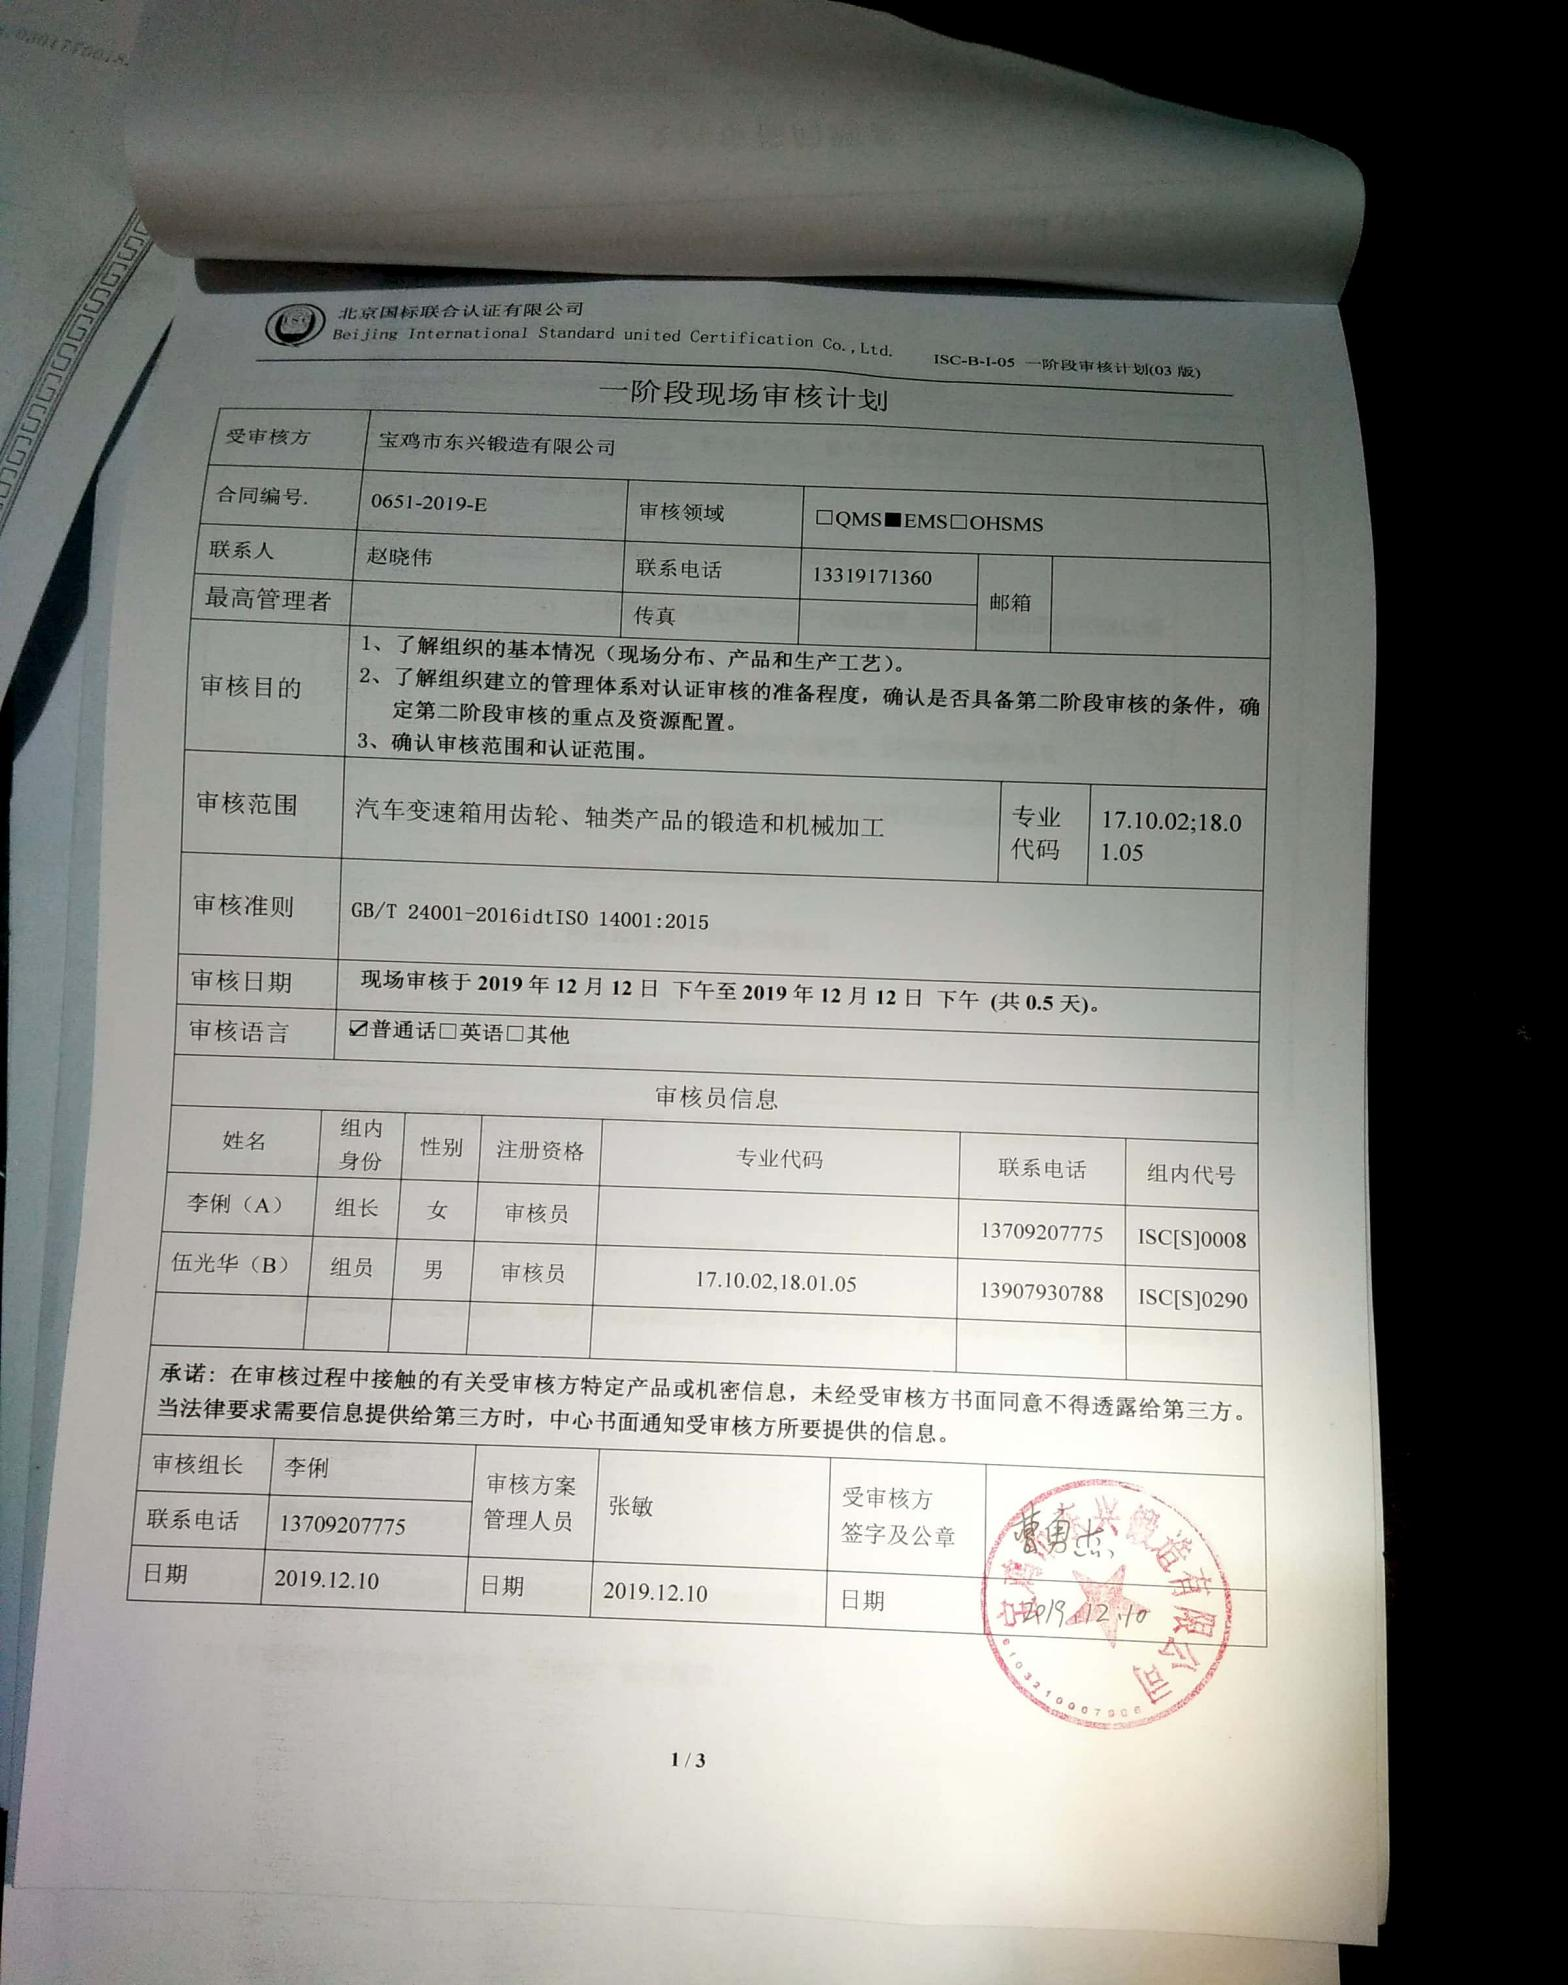 北京国标联合认证有限公司
Beijing International Standard united Certification Co.,Ltd.
ISC-B-I-05 一阶段审核计划(03 版)
一阶段现场审核计划
受审核方 宝鸡市东兴锻造有限公司
合同编号. 0651-2019-E 审核领域 □QMS■EMS□OHSMS
联系人 赵晓伟 联系电话 13319171360 邮箱
最高管理者 传真
审核目的
1、了解组织的基本情况（现场分布、产品和生产工艺）。
2、了解组织建立的管理体系对认证审核的准备程度，确认是否具备第二阶段审核的条件，确
定第二阶段审核的重点及资源配置。
3、确认审核范围和认证范围。
审核范围 汽车变速箱用齿轮、轴类产品的锻造和机械加工 专业 17.10.02;18.0
代码 1.05
审核准则 GB/T 24001-2016idtISO 14001:2015
审核日期 现场审核于 2019 年 12 月 12 日 下午至 2019 年 12 月 12 日 下午 (共 0.5 天)。
审核语言 ☑普通话□英语□其他
审核员信息
姓名 组内 性别 注册资格 专业代码 联系电话 组内代号
身份
李俐（A） 组长 女 审核员 13709207775 ISC[S]0008
伍光华（B） 组员 男 审核员 17.10.02,18.01.05 13907930788 ISC[S]0290
承诺：在审核过程中接触的有关受审核方特定产品或机密信息，未经受审核方书面同意不得透露给第三方。
当法律要求需要信息提供给第三方时，中心书面通知受审核方所要提供的信息。
审核组长 李俐 审核方案 张敏 受审核方 曹勇杰
联系电话 13709207775 管理人员 签字及公章
日期 2019.12.10 日期 2019.12.10 日期 2019.12.10
宝鸡市东兴锻造有限公司
6103210007906
1 / 3